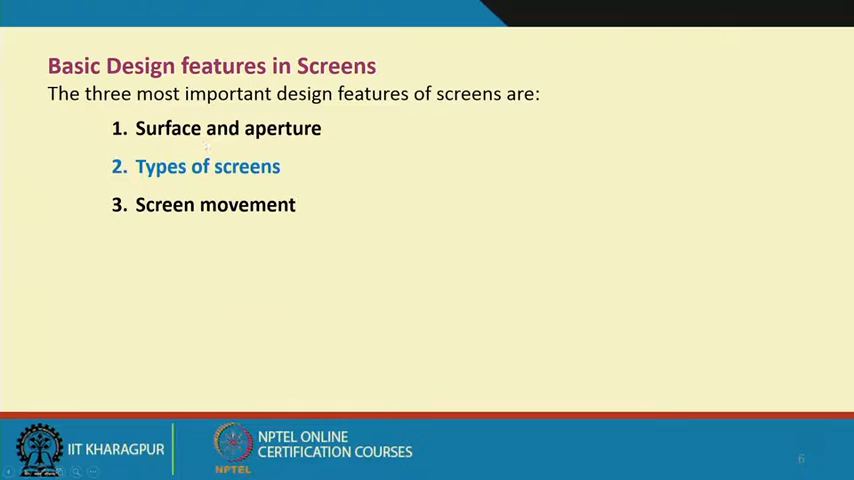 Basic Design features in Screens
The three most important design features of screens are:
1. Surface and aperture
2. Types of screens
3. Screen movement
IIT KHARAGPUR
NPTEL
NPTEL ONLINE
CERTIFICATION COURSES
6